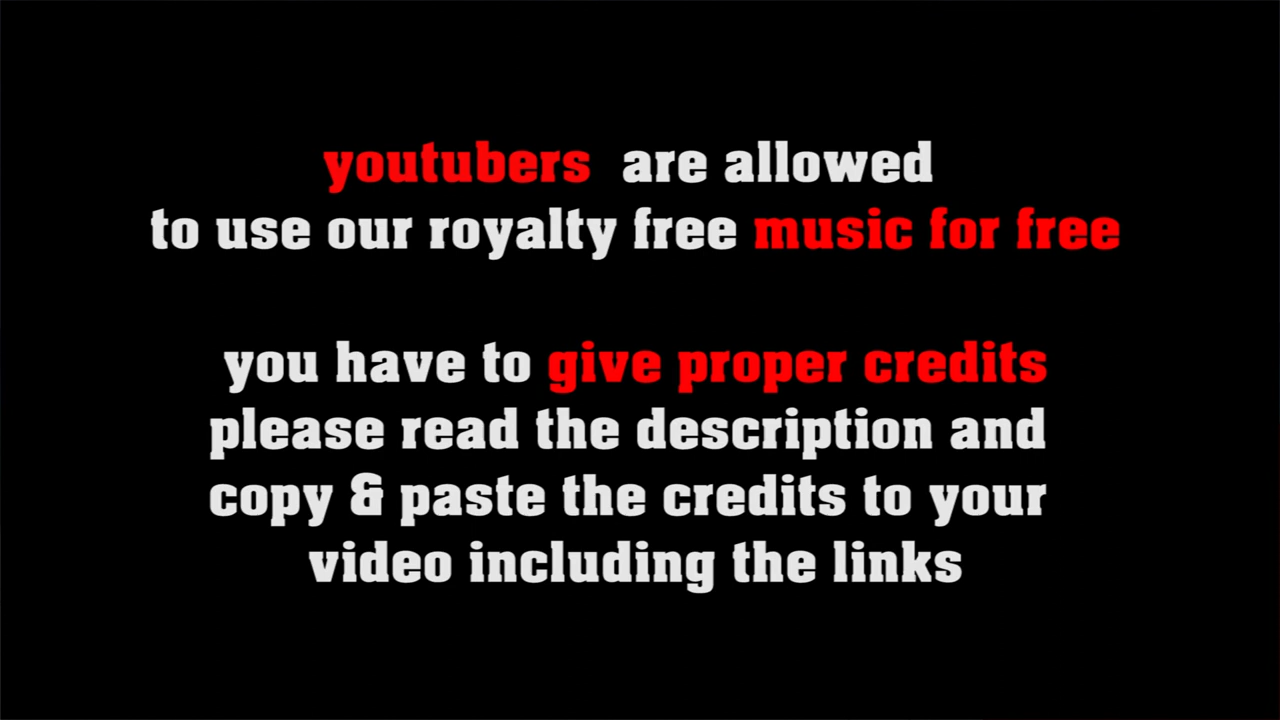 youtubers are allowed
to use our royalty free music for free
you have to give proper credits
please read the description and
copy & paste the credits to your
video including the links